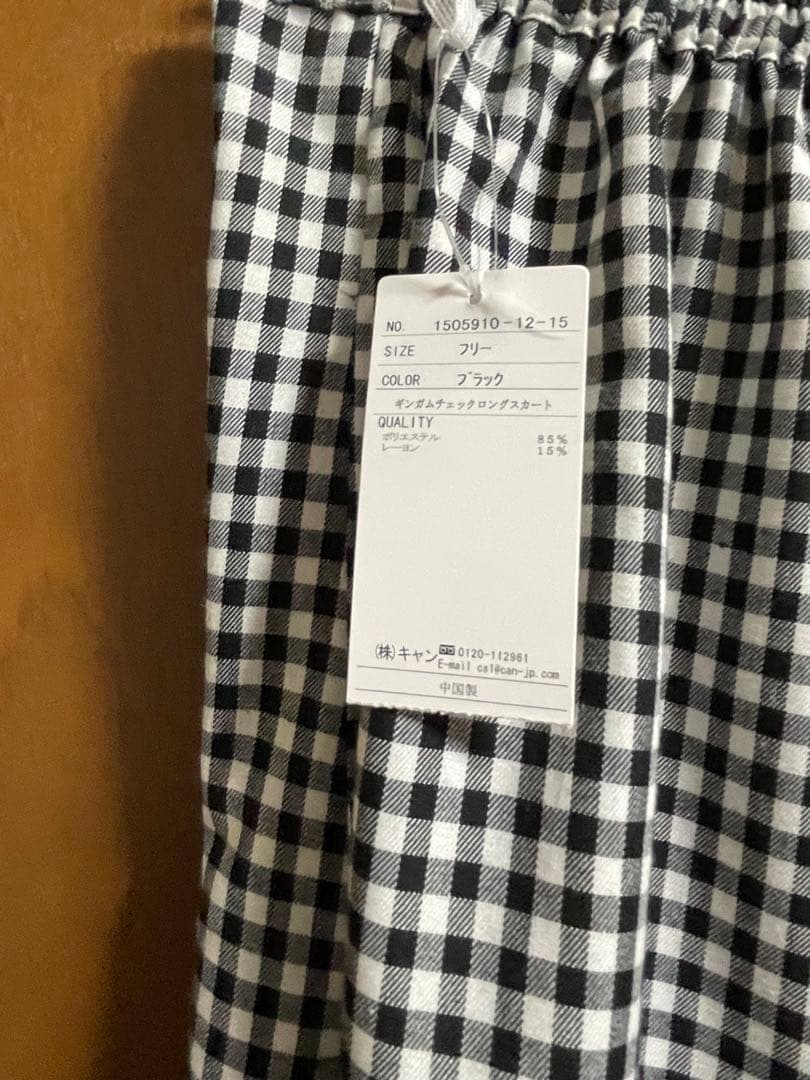 NO. 1505910-12-15
SIZE フリー
COLOR ブラック
ギンガムチェックロングスカート
QUALITY
ポリエステル 85%
レーヨン 15%
(株)キャン 0120-112961
E-mail cs1@can-jp.com
中国製